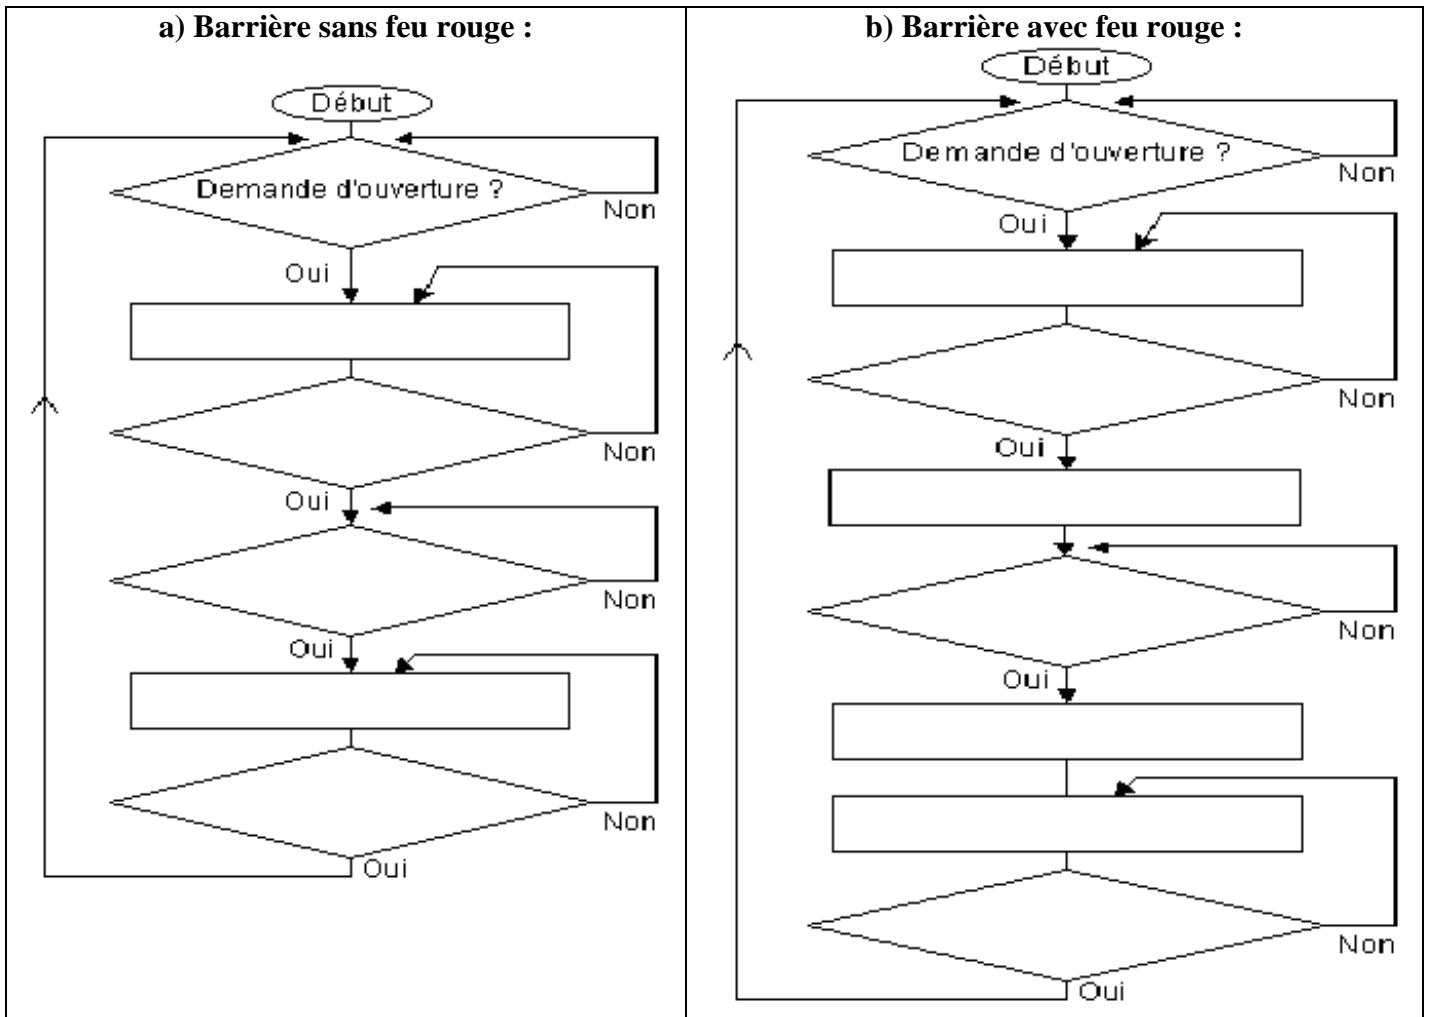 a) Barrière sans feu rouge :
Début
Demande d'ouverture ?
Non
Oui
Non
Oui
Non
Oui
Non
Oui
b) Barrière avec feu rouge :
Début
Demande d'ouverture ?
Non
Oui
Non
Oui
Non
Oui
Non
Oui